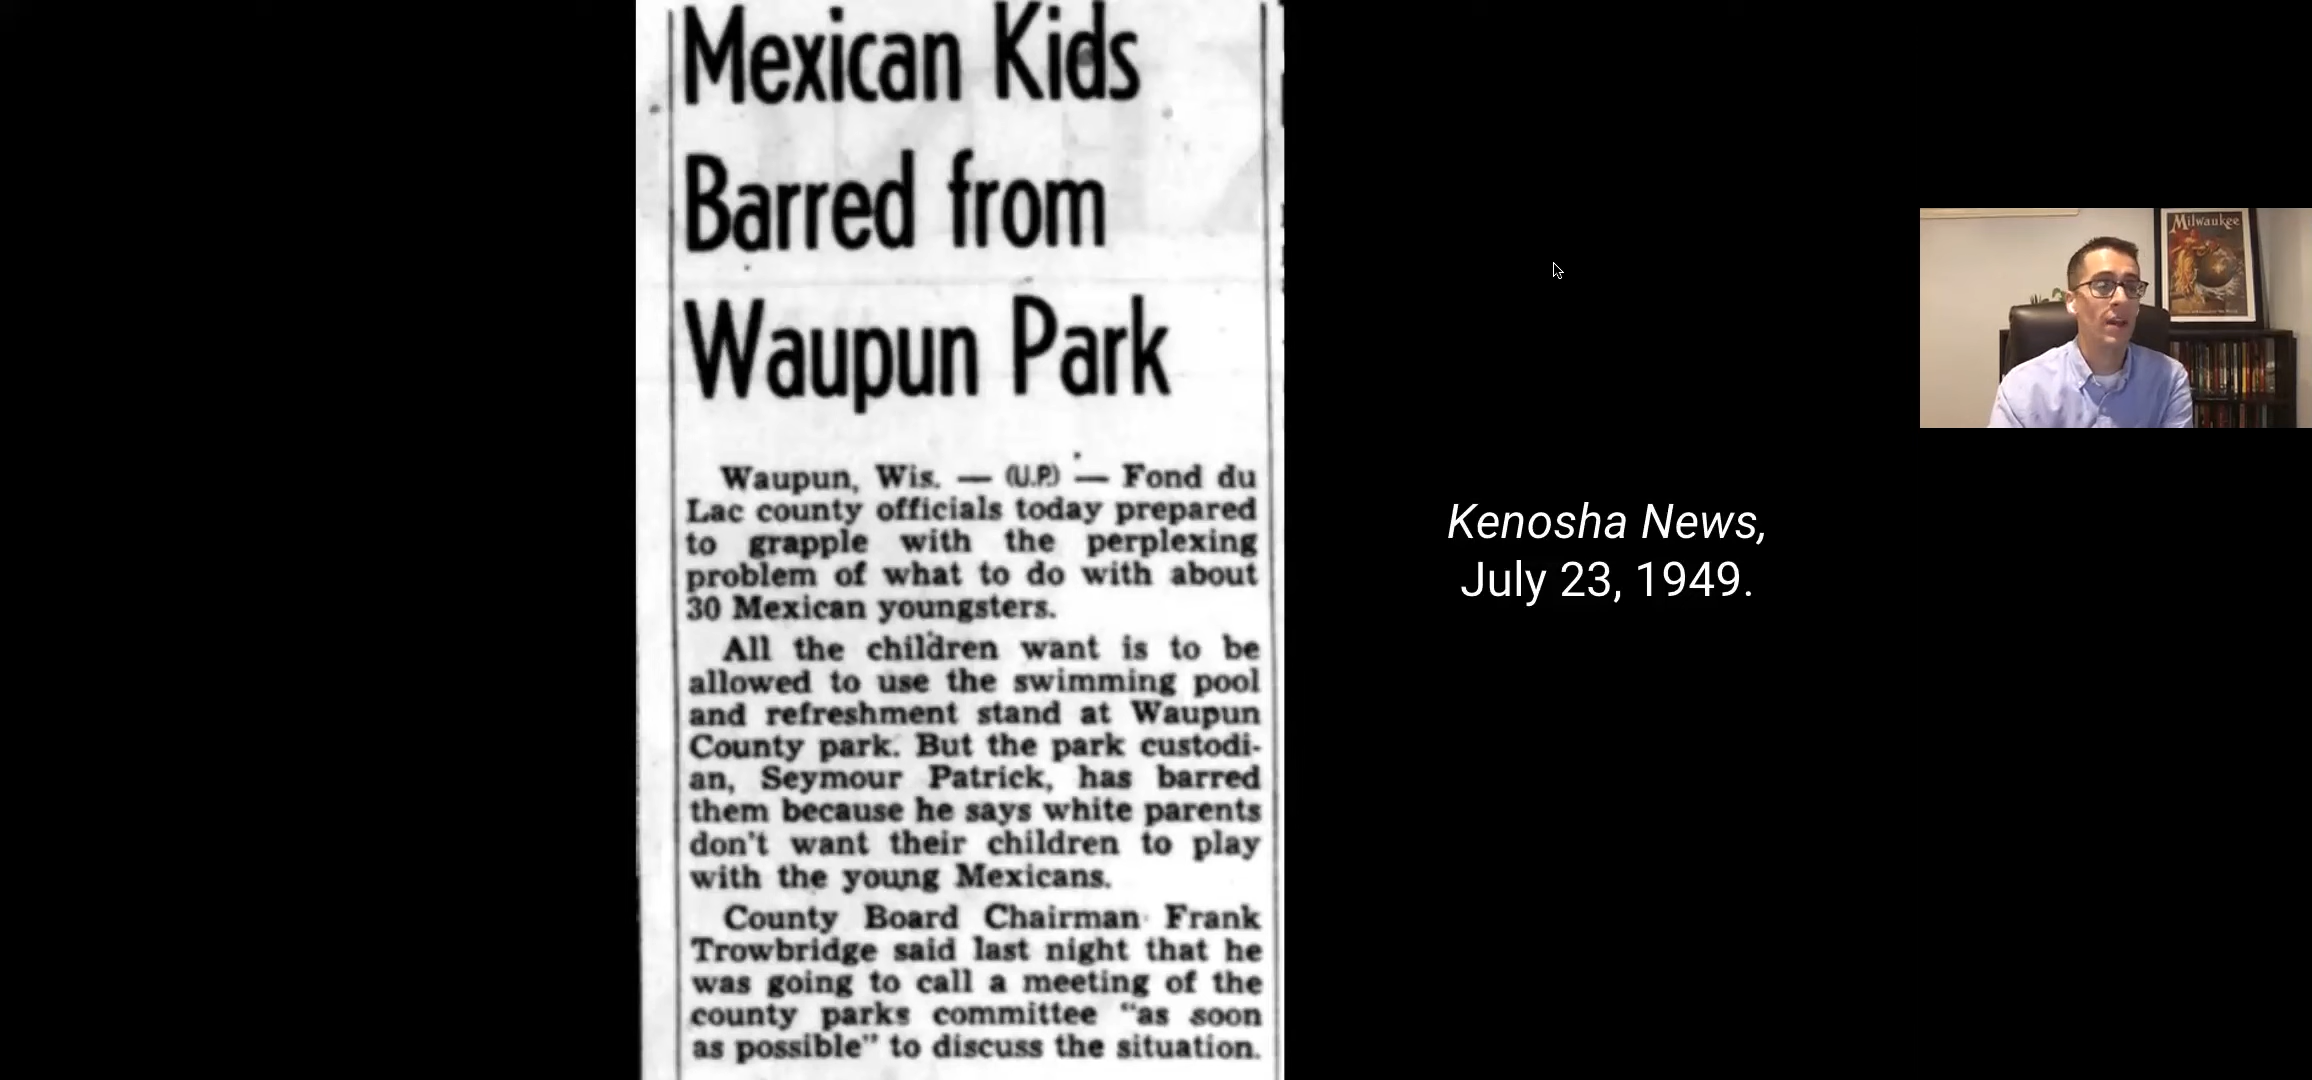 Mexican Kids
Barred from
Waupun Park
Waupun, Wis. — (U.P.) — Fond du
Lac county officials today prepared
to grapple with the perplexing
problem of what to do with about
30 Mexican youngsters.
All the children want is to be
allowed to use the swimming pool
and refreshment stand at Waupun
County park. But the park custodi-
an, Seymour Patrick, has barred
them because he says white parents
don't want their children to play
with the young Mexicans.
County Board Chairman Frank
Trowbridge said last night that he
was going to call a meeting of the
county parks committee "as soon
as possible" to discuss the situation.
Kenosha News,
July 23, 1949.
Milwaukee